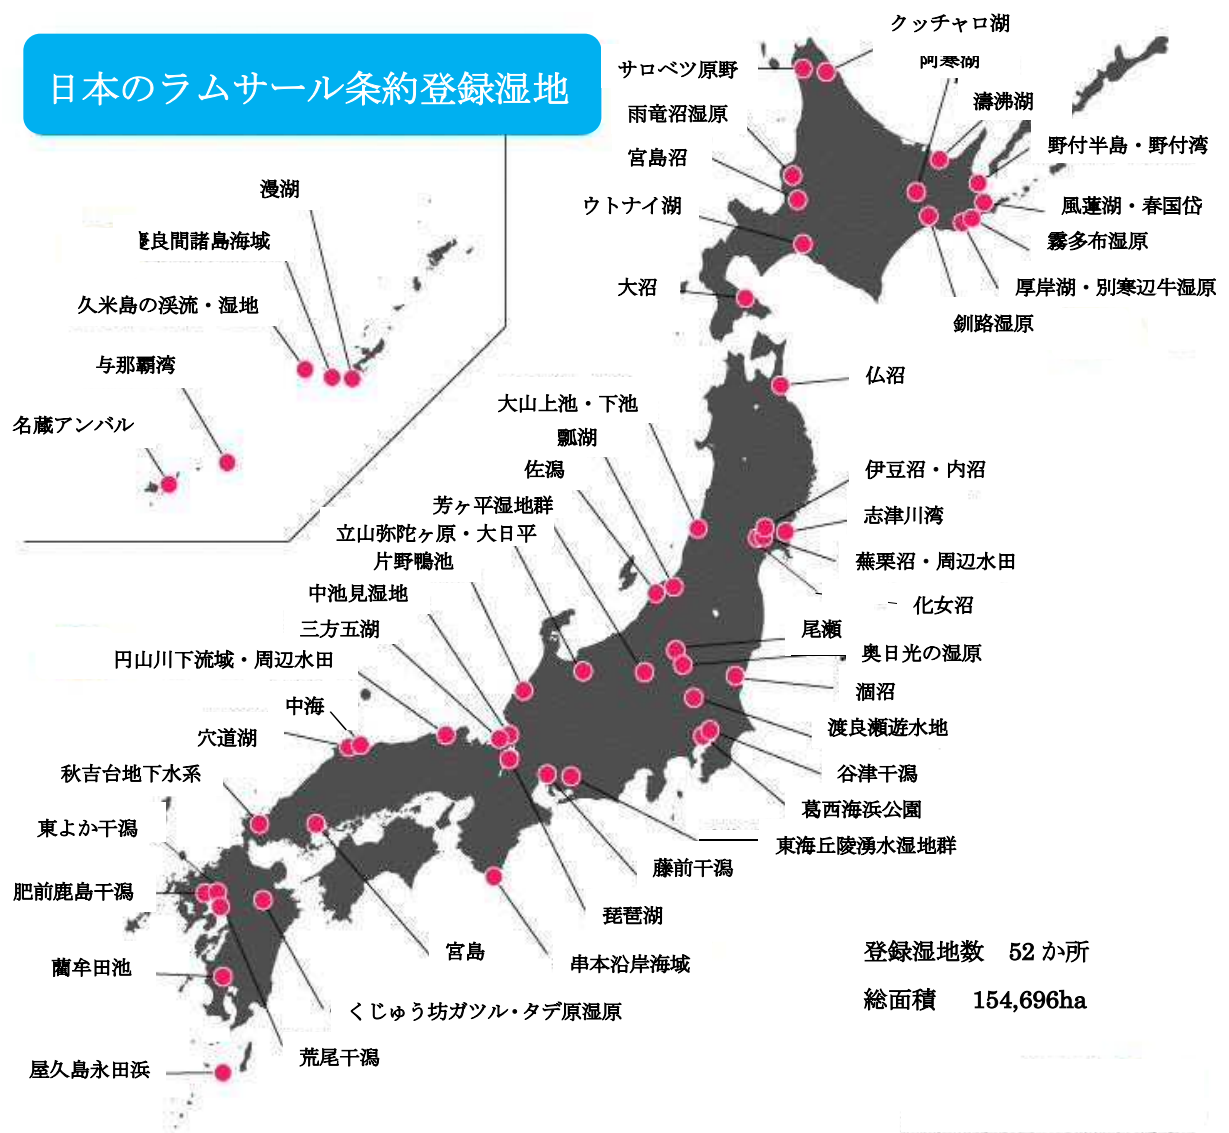 日本のラムサール条約登録湿地
クッチャロ湖
サロベツ原野
阿寒湖
濤沸湖
雨竜沼湿原
野付半島・野付湾
宮島沼
ウトナイ湖
風蓮湖・春国岱
霧多布湿原
大沼
厚岸湖・別寒辺牛湿原
釧路湿原
漫湖
良間諸島海域
久米島の渓流・湿地
与那覇湾
名蔵アンパル
仏沼
大山上池・下池
瓢湖
佐潟
伊豆沼・内沼
芳ヶ平湿地群
志津川湾
立山弥陀ヶ原・大日平
片野鴨池
蕪栗沼・周辺水田
中池見湿地
化女沼
三方五湖
尾瀬
円山川下流域・周辺水田
奥日光の湿原
涸沼
中海
渡良瀬遊水地
穴道湖
秋吉台地下水系
谷津干潟
葛西海浜公園
東よか干潟
東海丘陵湧水湿地群
藤前干潟
肥前鹿島干潟
琵琶湖
宮島
串本沿岸海域
藺牟田池
くじゅう坊ガツル・タデ原湿原
荒尾干潟
屋久島永田浜
登録湿地数 52か所
総面積 154,696ha